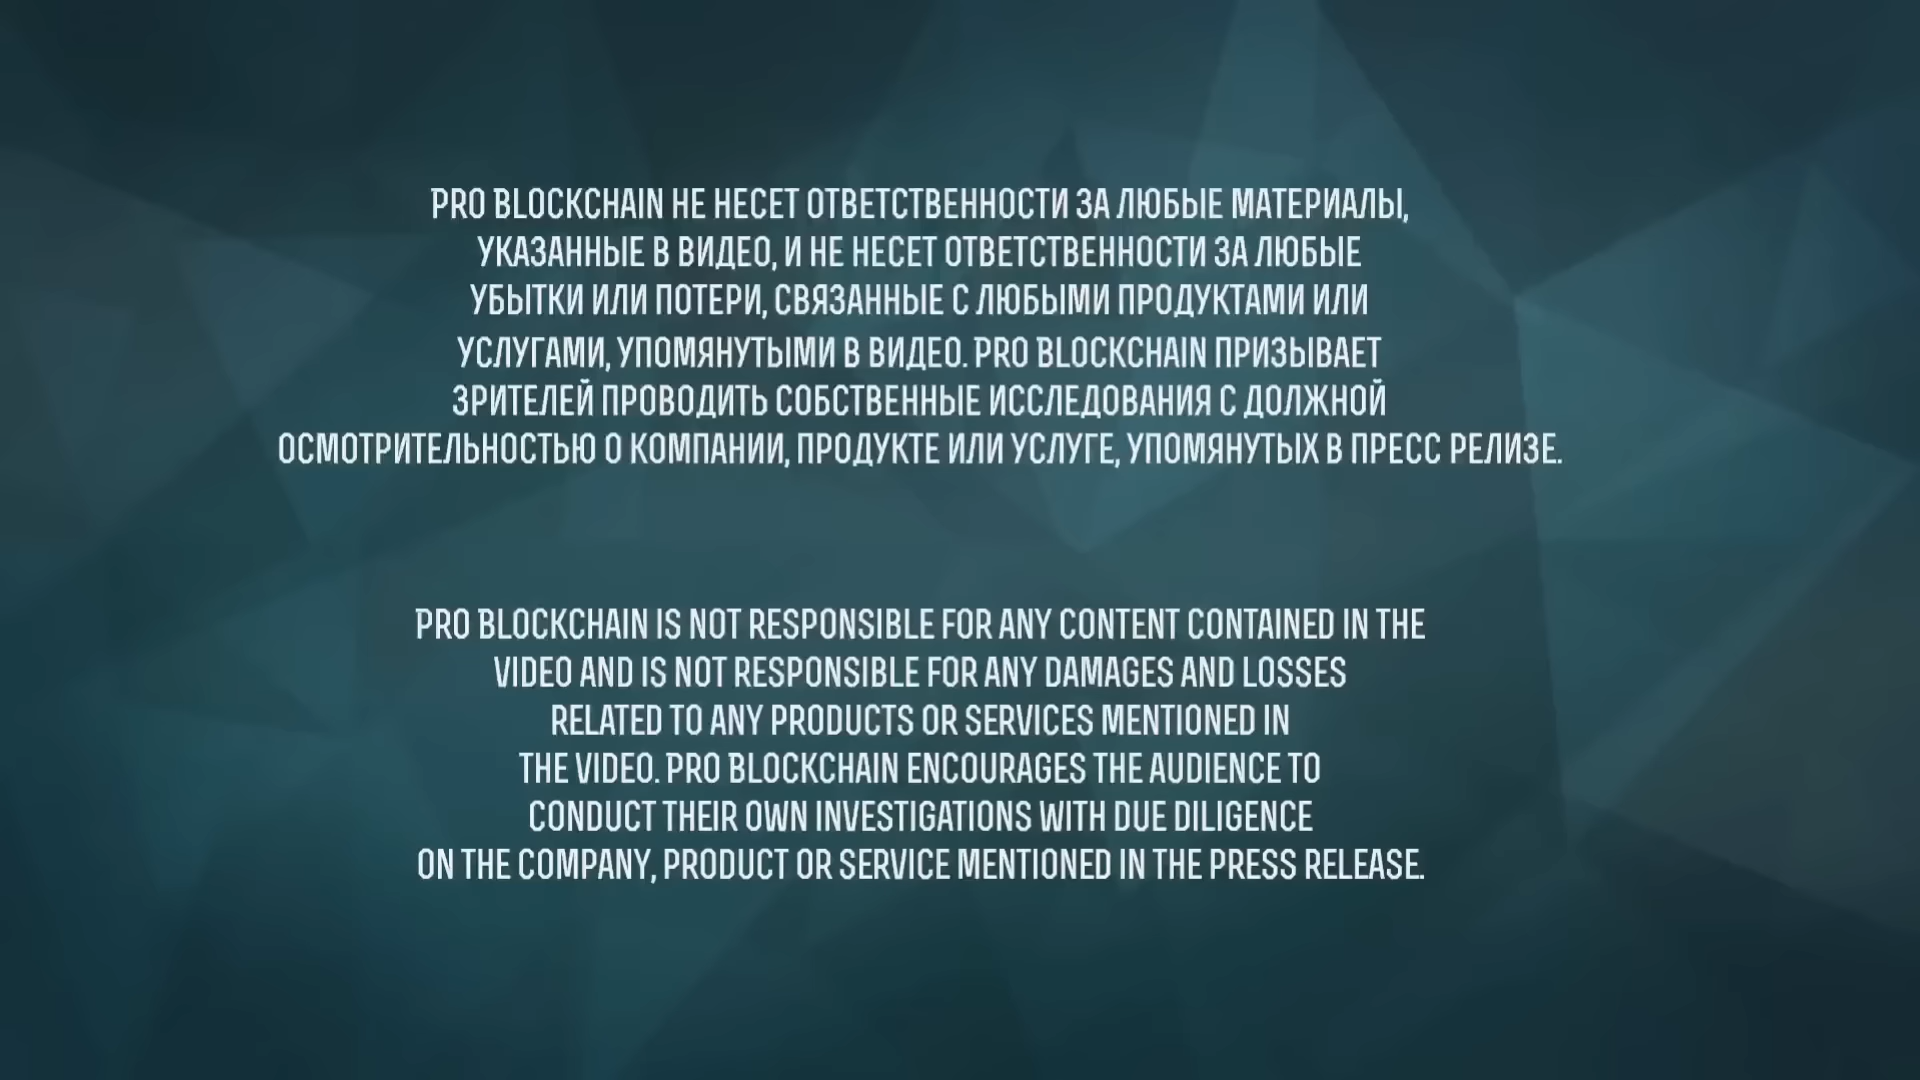 PRO BLOCKCHAIN НЕ НЕСЕТ ОТВЕТСТВЕННОСТИ ЗА ЛЮБЫЕ МАТЕРИАЛЫ,
УКАЗАННЫЕ В ВИДЕО, И НЕ НЕСЕТ ОТВЕТСТВЕННОСТИ ЗА ЛЮБЫЕ
УБЫТКИ ИЛИ ПОТЕРИ, СВЯЗАННЫЕ С ЛЮБЫМИ ПРОДУКТАМИ ИЛИ
УСЛУГАМИ, УПОМЯНУТЫМИ В ВИДЕО. PRO BLOCKCHAIN ПРИЗЫВАЕТ
ЗРИТЕЛЕЙ ПРОВОДИТЬ СОБСТВЕННЫЕ ИССЛЕДОВАНИЯ С ДОЛЖНОЙ
ОСМОТРИТЕЛЬНОСТЬЮ О КОМПАНИИ, ПРОДУКТЕ ИЛИ УСЛУГЕ, УПОМЯНУТЫХ В ПРЕСС РЕЛИЗЕ.
PRO BLOCKCHAIN IS NOT RESPONSIBLE FOR ANY CONTENT CONTAINED IN THE
VIDEO AND IS NOT RESPONSIBLE FOR ANY DAMAGES AND LOSSES
RELATED TO ANY PRODUCTS OR SERVICES MENTIONED IN
THE VIDEO. PRO BLOCKCHAIN ENCOURAGES THE AUDIENCE TO
CONDUCT THEIR OWN INVESTIGATIONS WITH DUE DILIGENCE
ON THE COMPANY, PRODUCT OR SERVICE MENTIONED IN THE PRESS RELEASE.